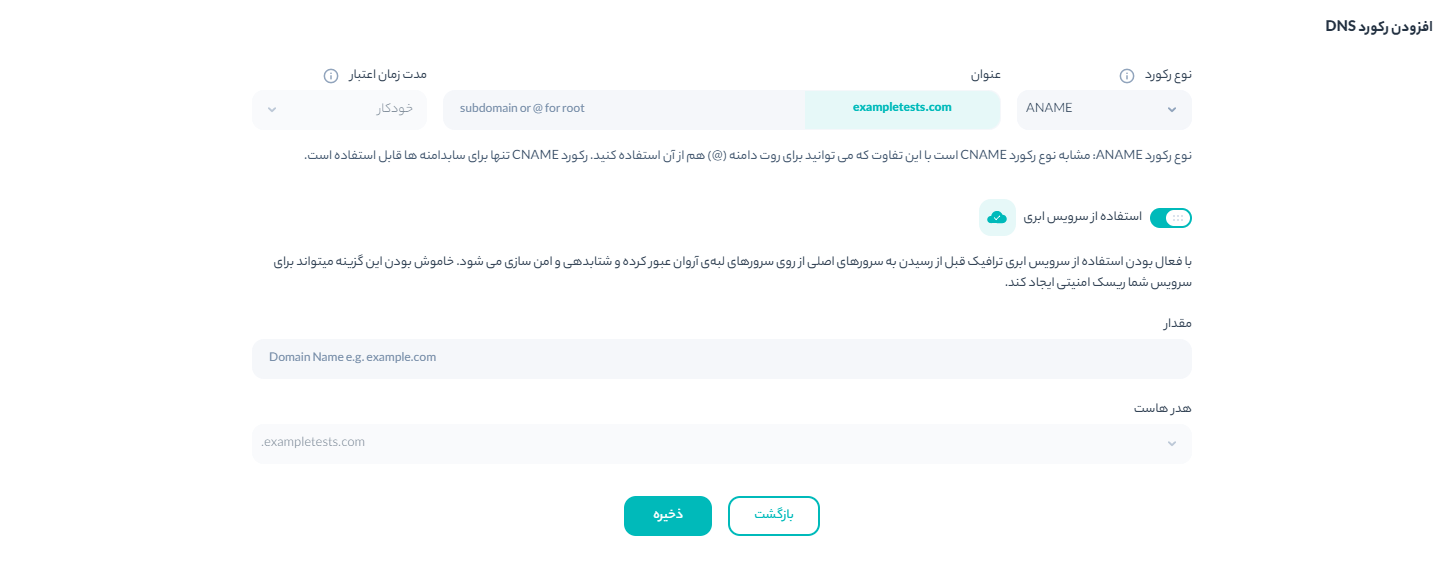 افزودن رکورد DNS
نوع رکورد
عنوان
مدت زمان اعتبار
ANAME
exampletests.com
subdomain or @ for root
خودکار
نوع رکورد ANAME: مشابه نوع رکورد CNAME است با این تفاوت که می توانید برای روت دامنه (@) هم از آن استفاده کنید. رکورد CNAME تنها برای سابدامنه ها قابل استفاده است.
استفاده از سرویس ابری
با فعال بودن استفاده از سرویس ابری ترافیک قبل از رسیدن به سرورهای اصلی از روی سرورهای لبه‌ی آروان عبور کرده و شتابدهی و امن سازی می شود. خاموش بودن این گزینه میتواند برای
سرویس شما ریسک امنیتی ایجاد کند.
مقدار
Domain Name e.g. example.com
هدر هاست
.exampletests.com
بازگشت
ذخیره